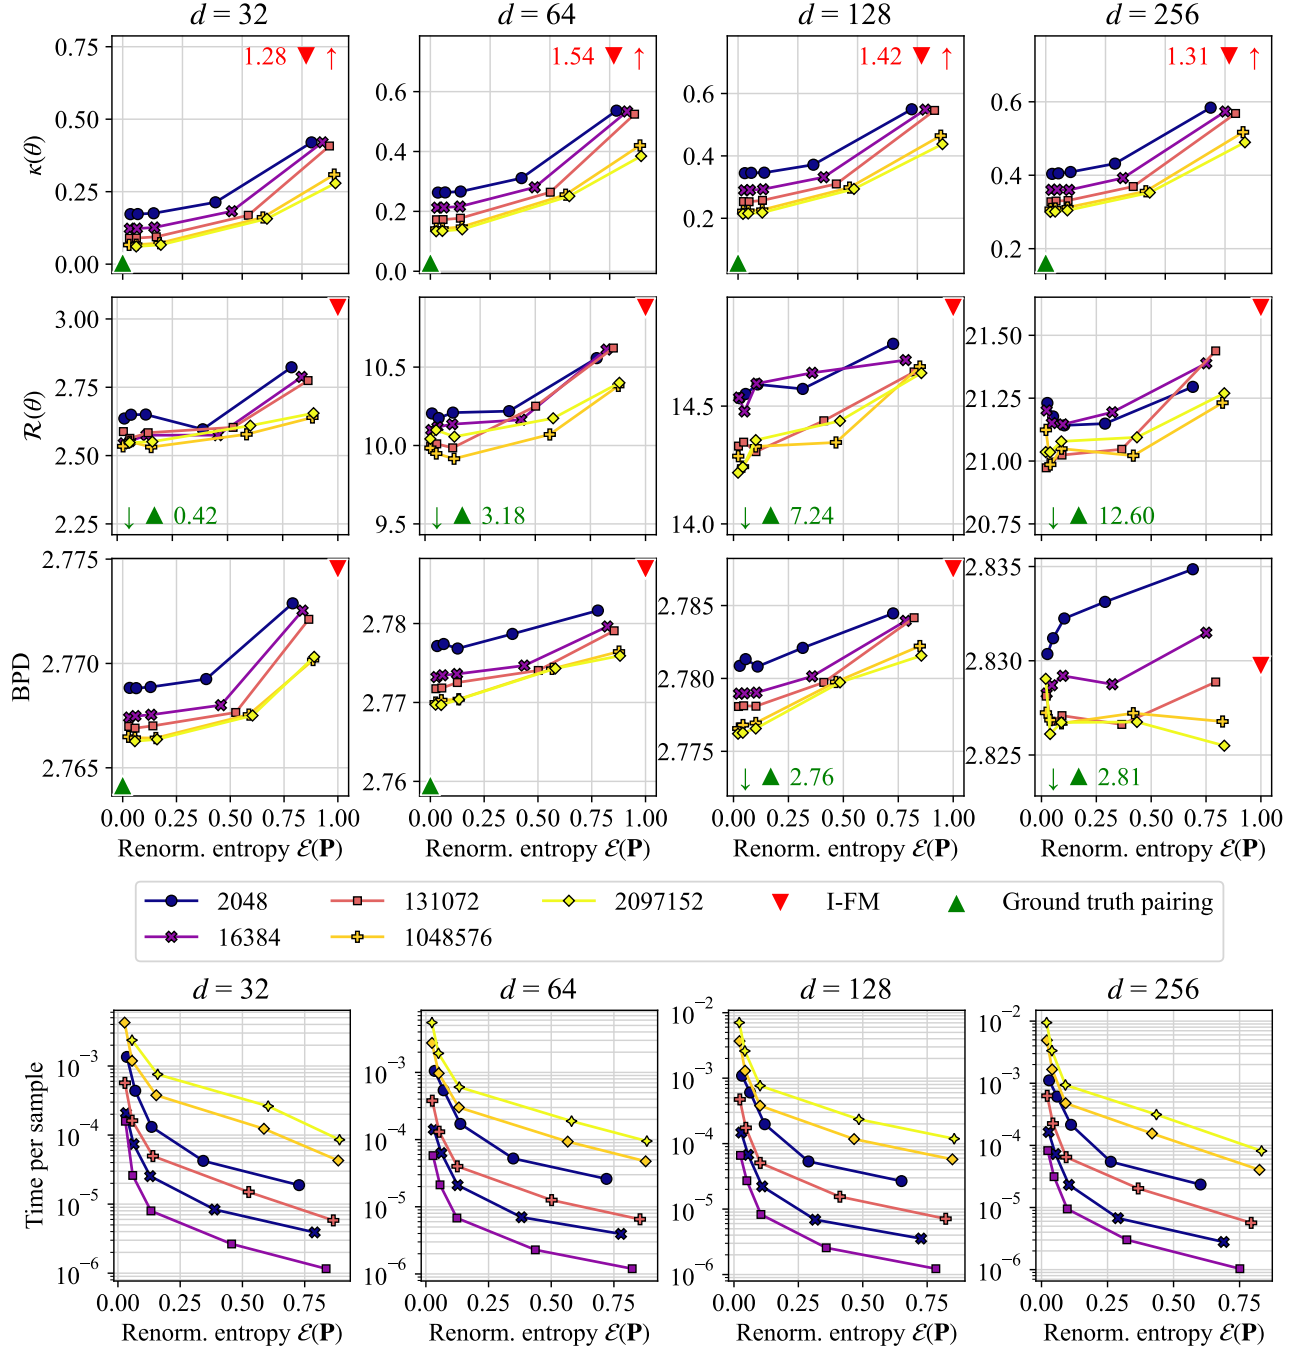 d = 32 d = 64 d = 128 d = 256
κ(θ)
0.75 0.50 0.25 0.00
1.28 ↑
0.6 0.4 0.2 0.0
1.54 ↑
0.6 0.4 0.2
1.42 ↑
0.6 0.4 0.2
1.31 ↑
R(θ)
3.00 2.75 2.50 2.25
↓ 0.42
10.5 10.0 9.5
↓ 3.18
14.5 14.0
↓ 7.24
21.50 21.25 21.00 20.75
↓ 12.60
BPD
2.775 2.770 2.765
2.78 2.77 2.76
2.785 2.780 2.775
↓ 2.76
2.835 2.830 2.825
↓ 2.81
0.00 0.25 0.50 0.75 1.00 0.00 0.25 0.50 0.75 1.00 0.00 0.25 0.50 0.75 1.00 0.00 0.25 0.50 0.75 1.00
Renorm. entropy ℰ(P) Renorm. entropy ℰ(P) Renorm. entropy ℰ(P) Renorm. entropy ℰ(P)
2048 131072 2097152 I-FM Ground truth pairing
16384 1048576
d = 32 d = 64 d = 128 d = 256
Time per sample
10⁻³ 10⁻⁴ 10⁻⁵ 10⁻⁶
10⁻³ 10⁻⁴ 10⁻⁵ 10⁻⁶
10⁻² 10⁻³ 10⁻⁴ 10⁻⁵ 10⁻⁶
10⁻² 10⁻³ 10⁻⁴ 10⁻⁵ 10⁻⁶
0.00 0.25 0.50 0.75 0.00 0.25 0.50 0.75 0.00 0.25 0.50 0.75 0.00 0.25 0.50 0.75
Renorm. entropy ℰ(P) Renorm. entropy ℰ(P) Renorm. entropy ℰ(P) Renorm. entropy ℰ(P)